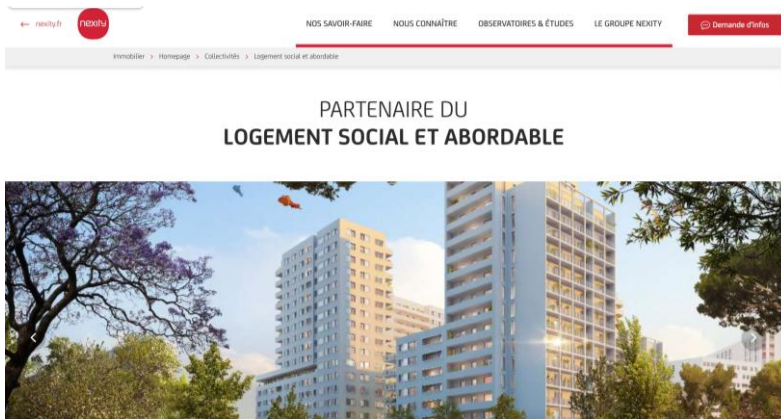 ← nexity.fr
nexity
NOS SAVOIR-FAIRE NOUS CONNAÎTRE OBSERVATOIRES & ÉTUDES LE GROUPE NEXITY
Demande d'infos
Immobilier > Homepage > Collectivités > Logement social et abordable
PARTENAIRE DU
LOGEMENT SOCIAL ET ABORDABLE